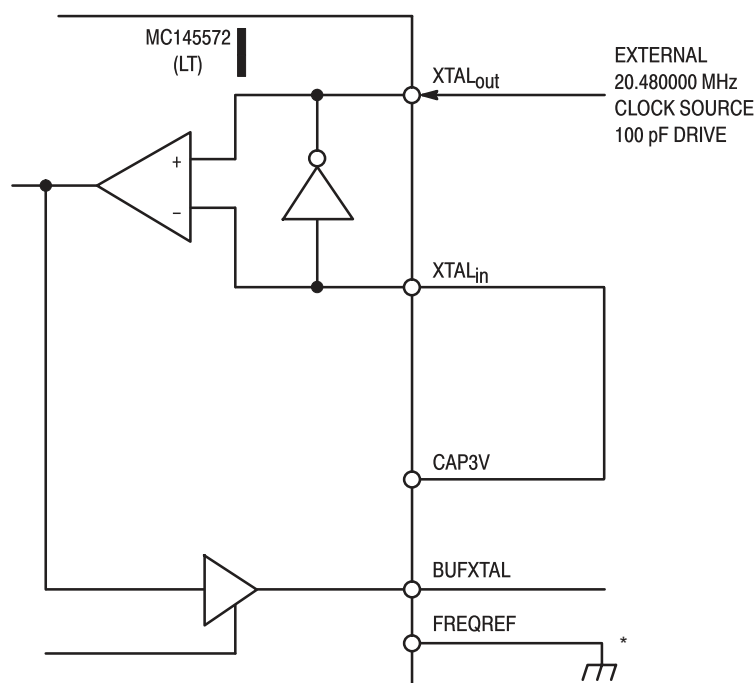 MC145572
(LT)
XTALout
EXTERNAL
20.480000 MHz
CLOCK SOURCE
100 pF DRIVE
+
–
XTALin
CAP3V
BUFXTAL
FREQREF
*